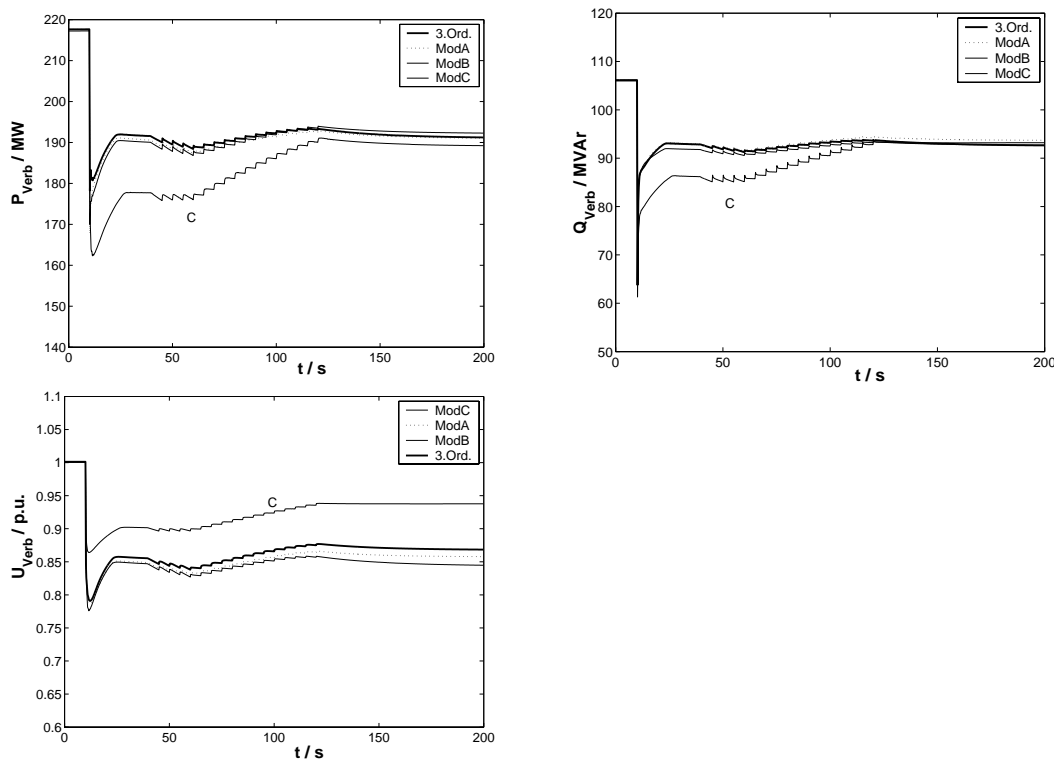 220
210
200
190
180
170
160
150
140
P_Verb / MW
0 50 100 150 200
t / s
3.Ord.
ModA
ModB
ModC
C
120
110
100
90
80
70
60
50
Q_Verb / MVAr
0 50 100 150 200
t / s
3.Ord.
ModA
ModB
ModC
C
1.1
1.05
1
0.95
0.9
0.85
0.8
0.75
0.7
0.65
0.6
U_Verb / p.u.
0 50 100 150 200
t / s
ModC
ModA
ModB
3.Ord.
C